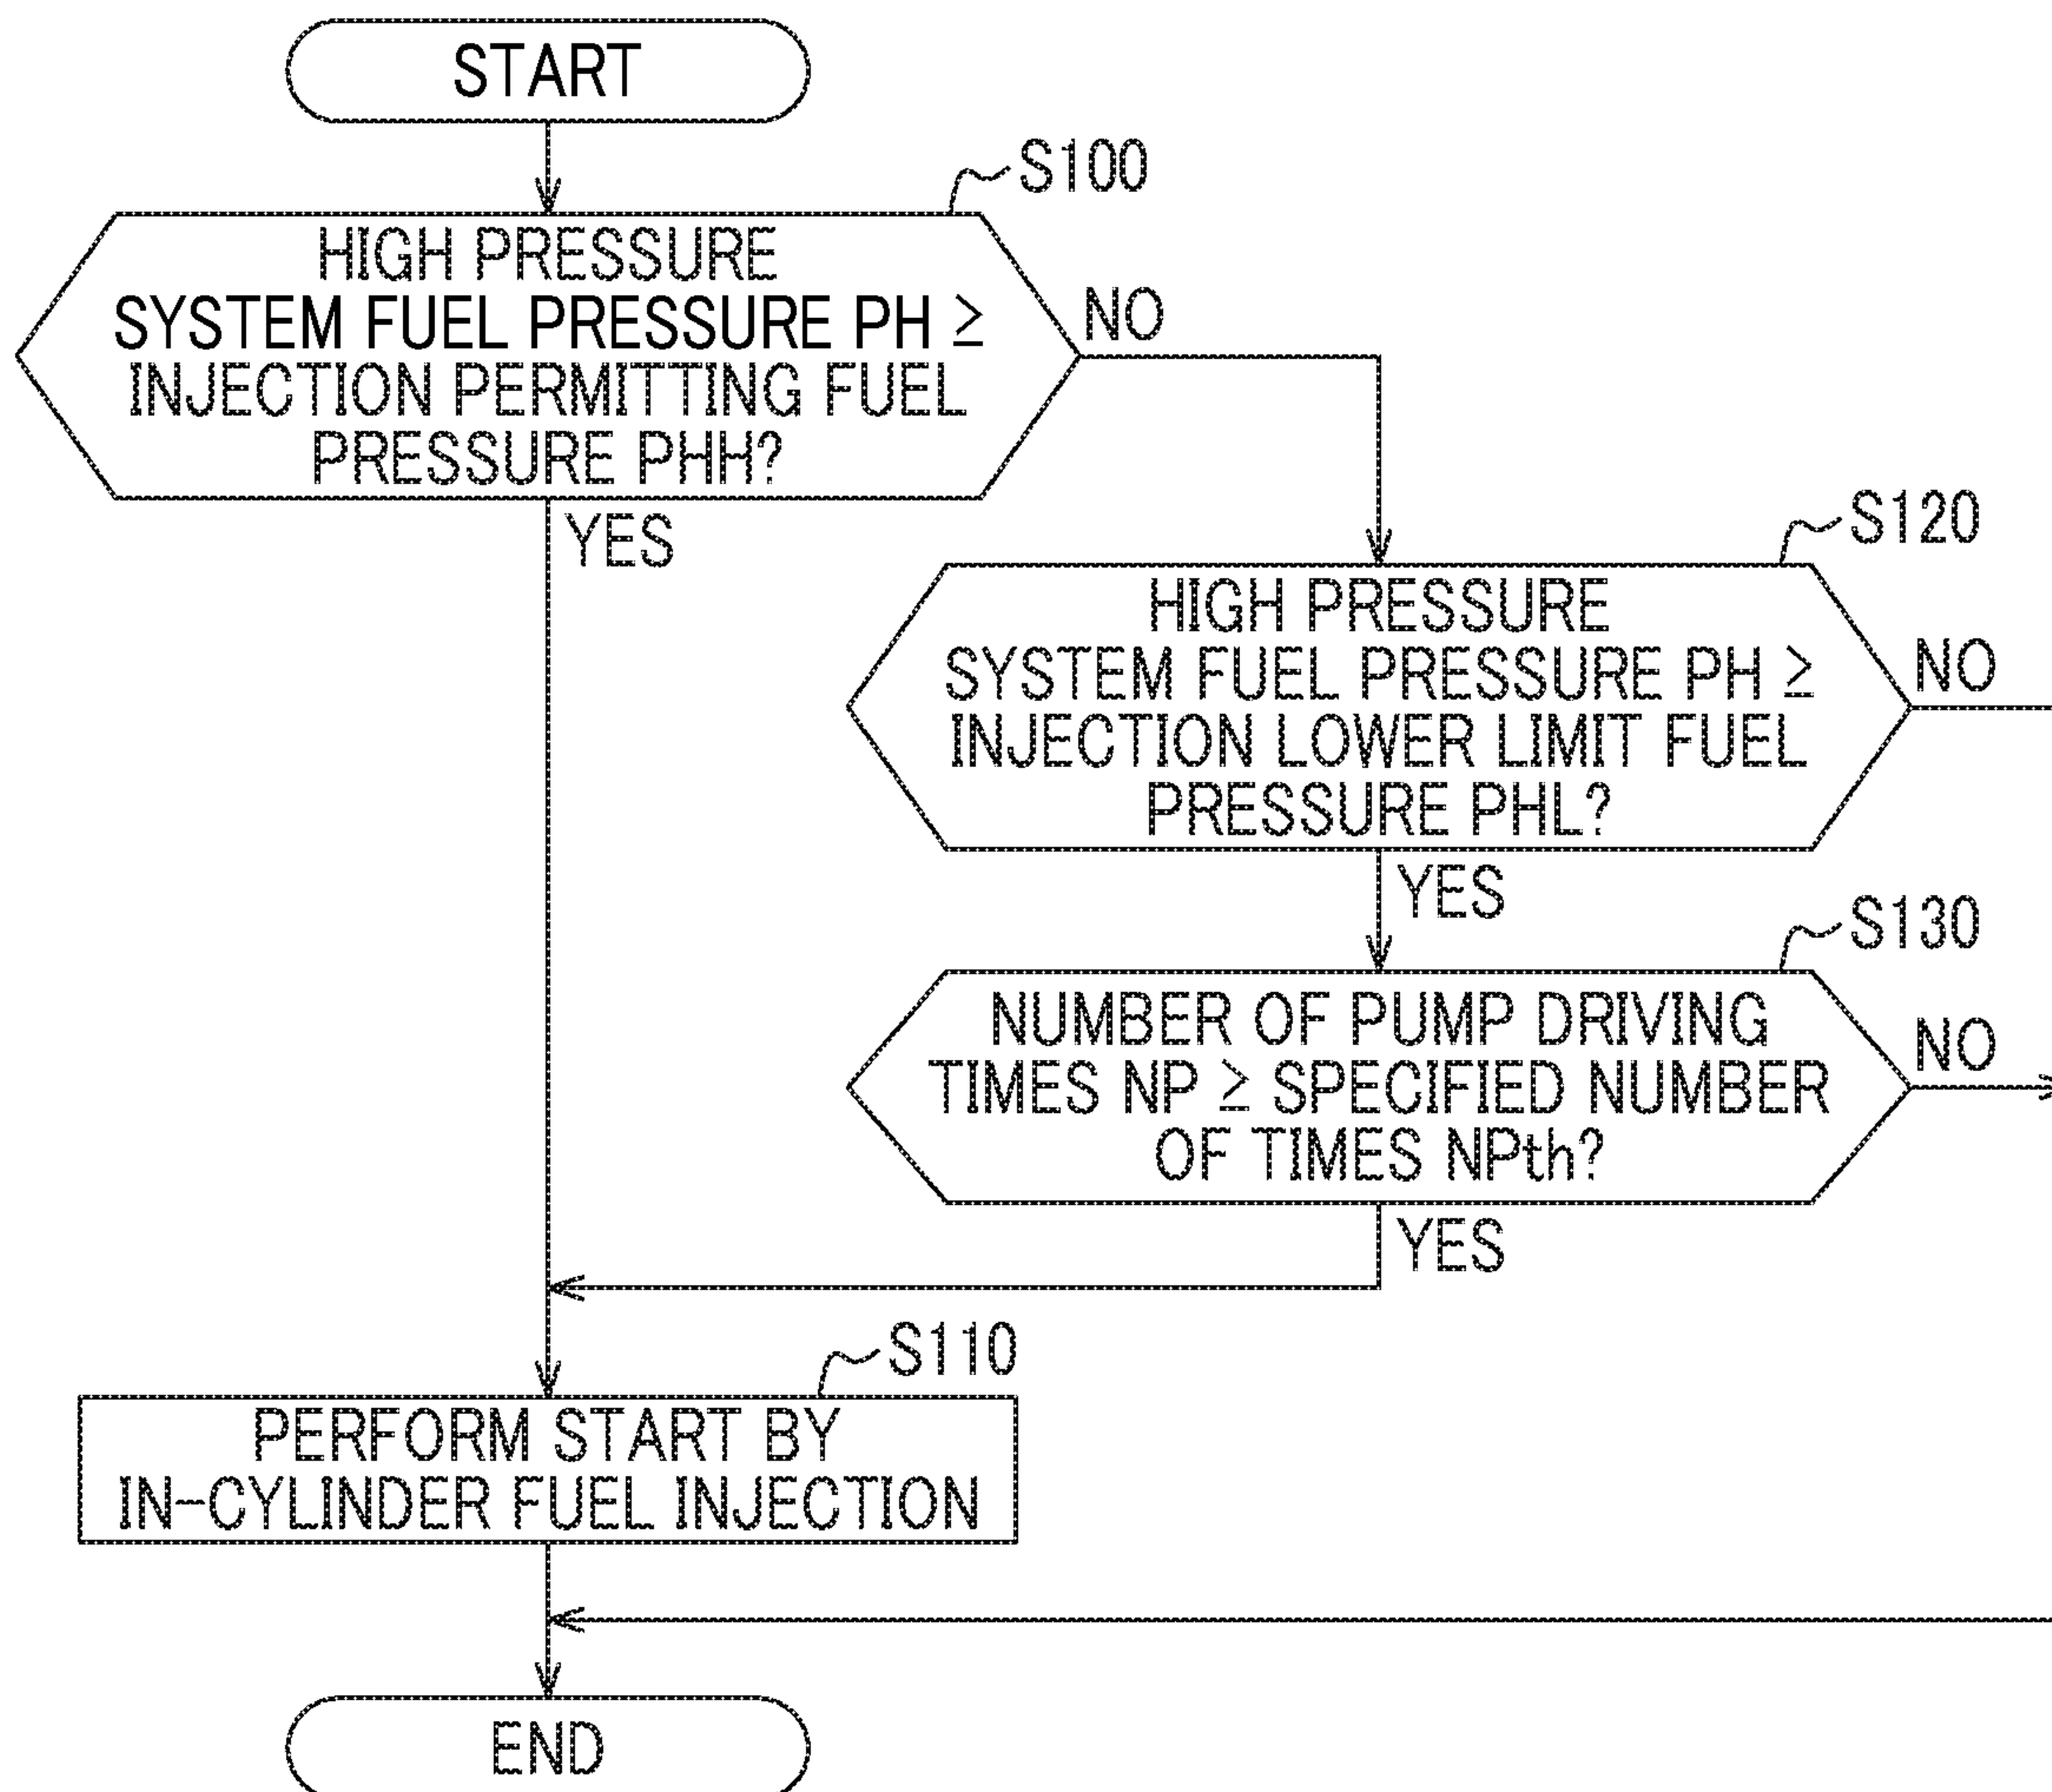 START
S100
HIGH PRESSURE
SYSTEM FUEL PRESSURE PH ≥
INJECTION PERMITTING FUEL
PRESSURE PHH?
NO
YES
S120
HIGH PRESSURE
SYSTEM FUEL PRESSURE PH ≥
INJECTION LOWER LIMIT FUEL
PRESSURE PHL?
NO
YES
S130
NUMBER OF PUMP DRIVING
TIMES NP ≥ SPECIFIED NUMBER
OF TIMES NPth?
NO
YES
S110
PERFORM START BY
IN-CYLINDER FUEL INJECTION
END